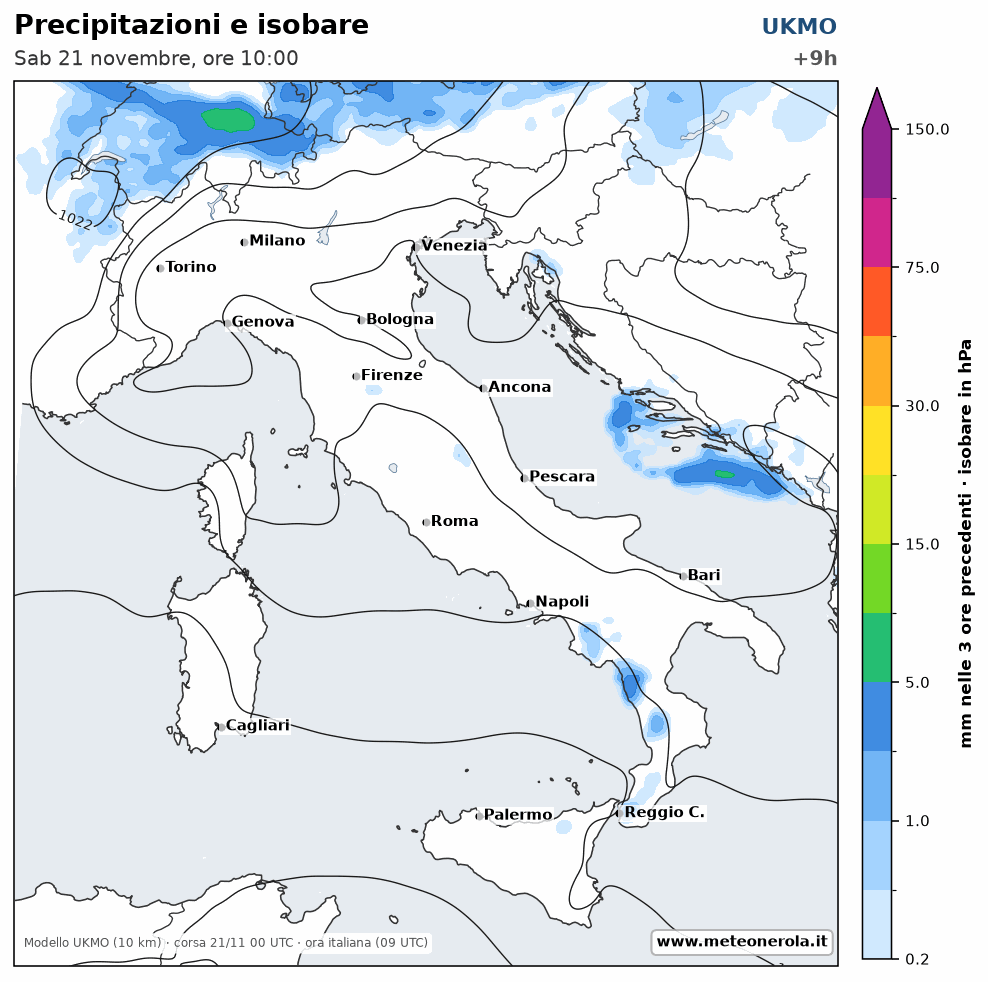 Precipitazioni e isobare
UKMO
Sab 21 novembre, ore 10:00
+9h
1022
Milano
Venezia
Torino
Genova
Bologna
Firenze
Ancona
Pescara
Roma
Bari
Napoli
Cagliari
Palermo
Reggio C.
Modello UKMO (10 km) · corsa 21/11 00 UTC · ora italiana (09 UTC)
www.meteonerola.it
150.0
75.0
30.0
15.0
5.0
1.0
0.2
mm nelle 3 ore precedenti · isobare in hPa